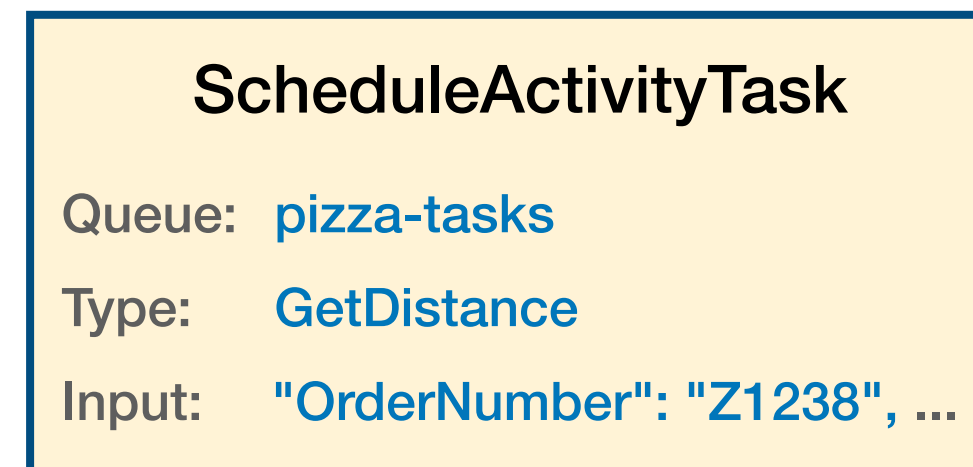 ScheduleActivityTask
Queue: pizza-tasks
Type: GetDistance
Input: "OrderNumber": "Z1238", ...